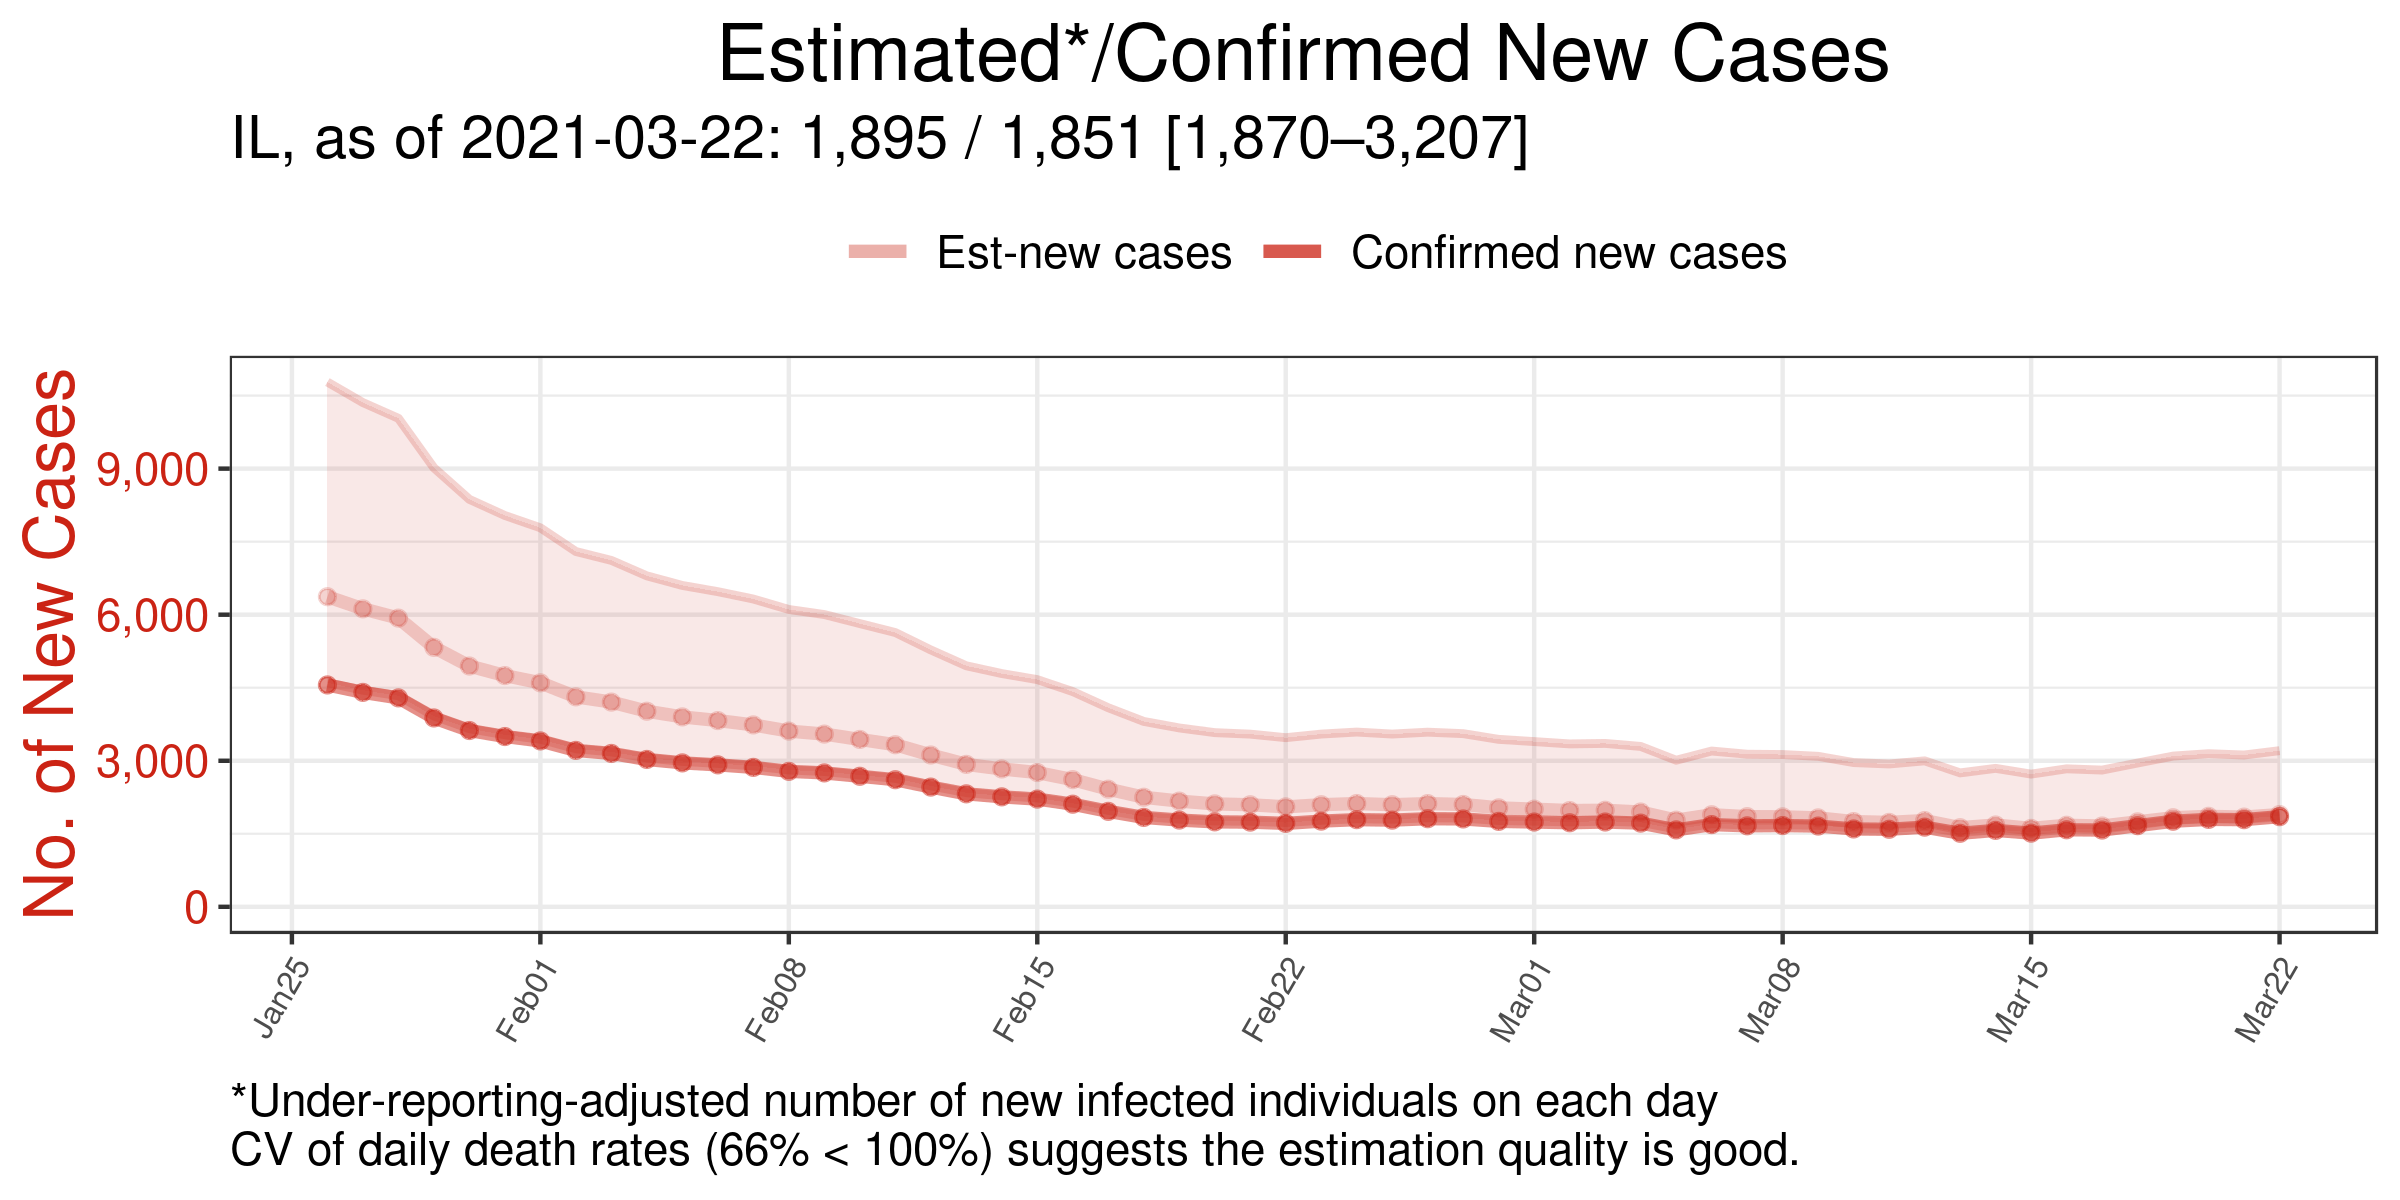 Estimated*/Confirmed New Cases
IL, as of 2021-03-22: 1,895 / 1,851 [1,870–3,207]
Est-new cases
Confirmed new cases
No. of New Cases
9,000
6,000
3,000
0
Jan25
Feb01
Feb08
Feb15
Feb22
Mar01
Mar08
Mar15
Mar22
*Under-reporting-adjusted number of new infected individuals on each day
CV of daily death rates (66% < 100%) suggests the estimation quality is good.